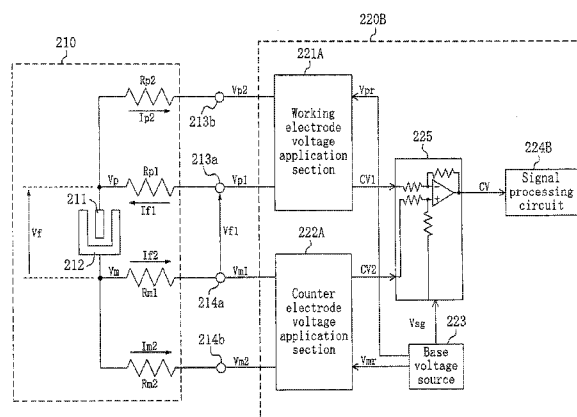 220B
210
221A
Rp2
Vp2
Vpr
Ip2
213b
Working
electrode
voltage
application
section
225
224B
213a
Vp
Rp1
Vp1
CV1
CV
Signal
processing
circuit
If1
211
Vf
Vf1
212
222A
If2
Vm
Vm1
CV2
Rm1
214a
Counter
electrode
voltage
application
section
Vsg
223
Im2
214b
Vm2
Vmr
Base
voltage
source
Rm2